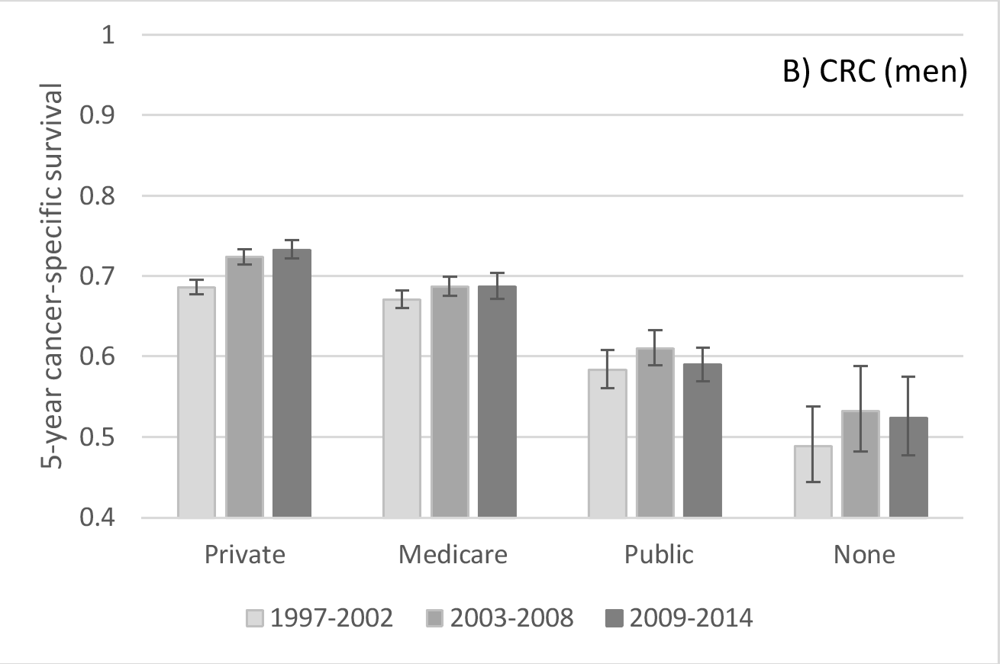 B) CRC (men)
5-year cancer-specific survival
1
0.9
0.8
0.7
0.6
0.5
0.4
Private Medicare Public None
1997-2002 2003-2008 2009-2014